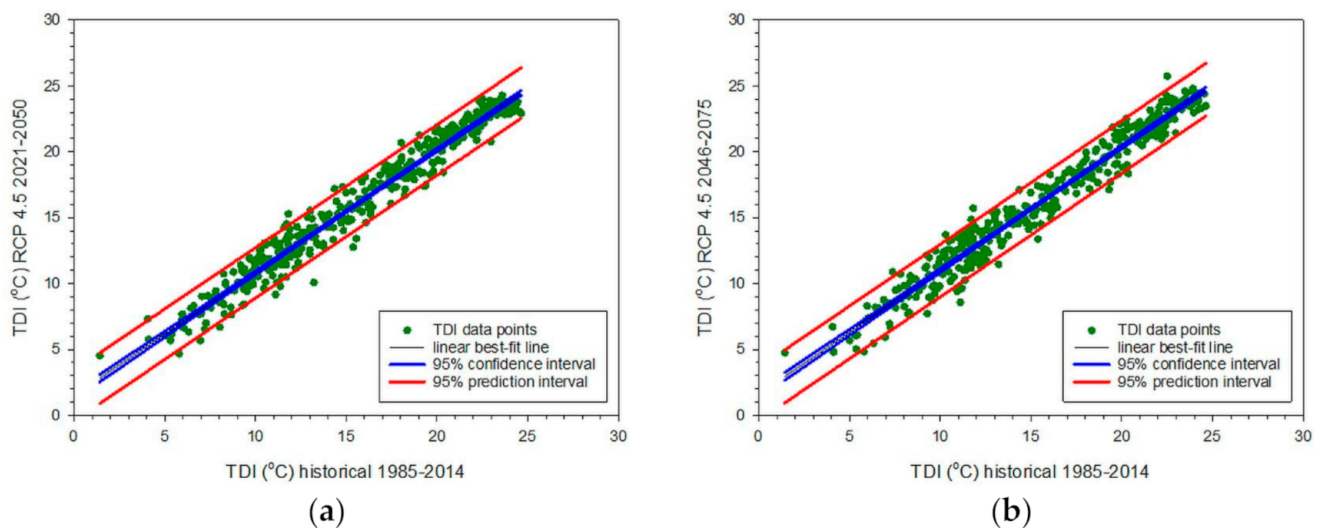 30
25
20
15
10
5
0
TDI (°C) RCP 4.5 2021-2050
TDI data points
linear best-fit line
95% confidence interval
95% prediction interval
0 5 10 15 20 25 30
TDI (°C) historical 1985-2014
(a)
30
25
20
15
10
5
0
TDI (°C) RCP 4.5 2046-2075
TDI data points
linear best-fit line
95% confidence interval
95% prediction interval
0 5 10 15 20 25 30
TDI (°C) historical 1985-2014
(b)